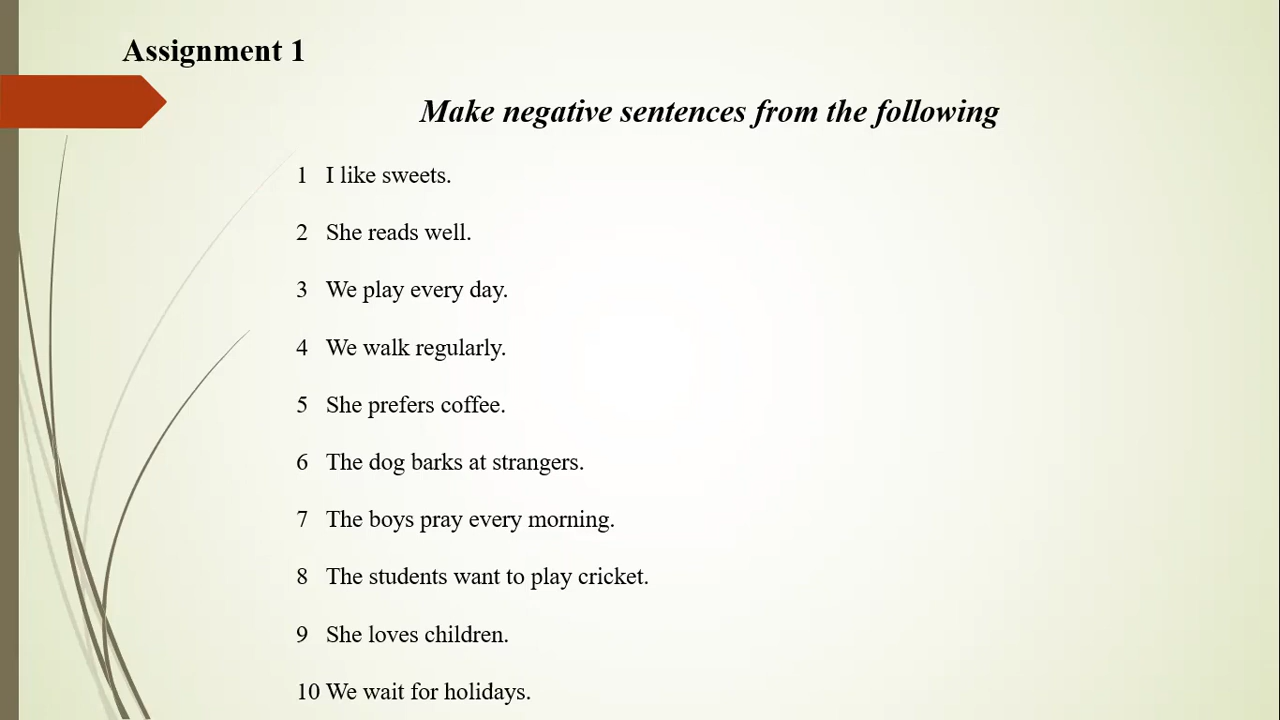 Assignment 1
Make negative sentences from the following
1 I like sweets.
2 She reads well.
3 We play every day.
4 We walk regularly.
5 She prefers coffee.
6 The dog barks at strangers.
7 The boys pray every morning.
8 The students want to play cricket.
9 She loves children.
10 We wait for holidays.